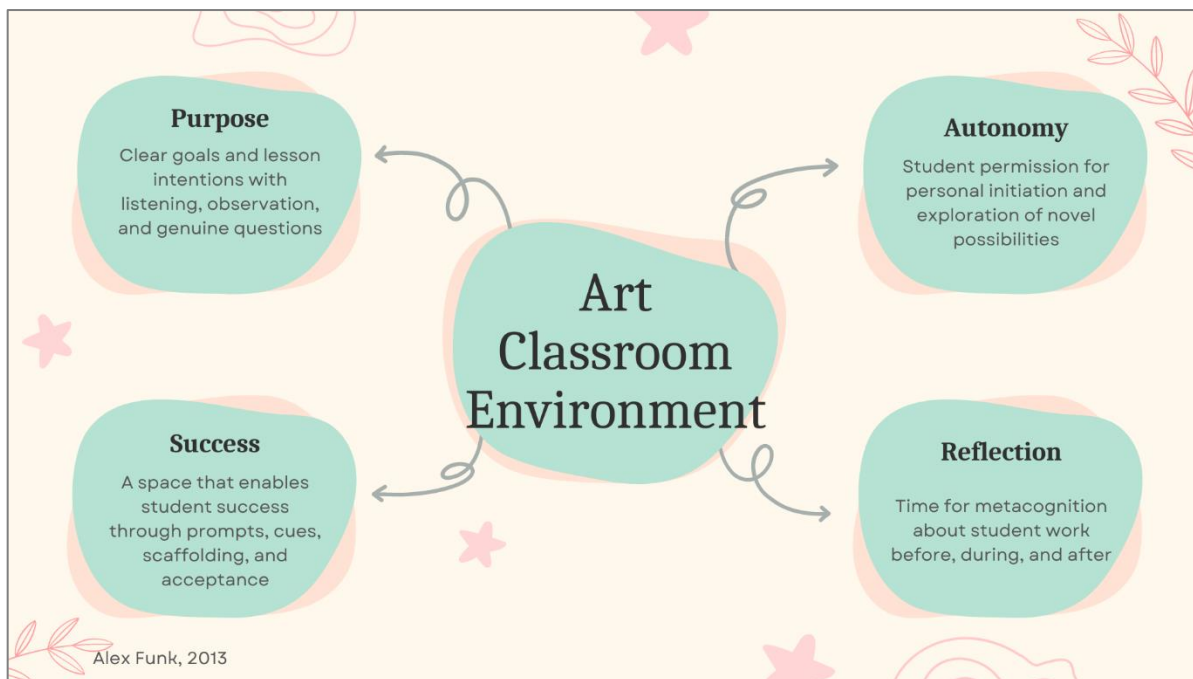 Purpose
Clear goals and lesson
intentions with
listening, observation,
and genuine questions
Autonomy
Student permission for
personal initiation and
exploration of novel
possibilities
Art
Classroom
Environment
Success
A space that enables
student success
through prompts, cues,
scaffolding, and
acceptance
Reflection
Time for metacognition
about student work
before, during, and after
Alex Funk, 2013